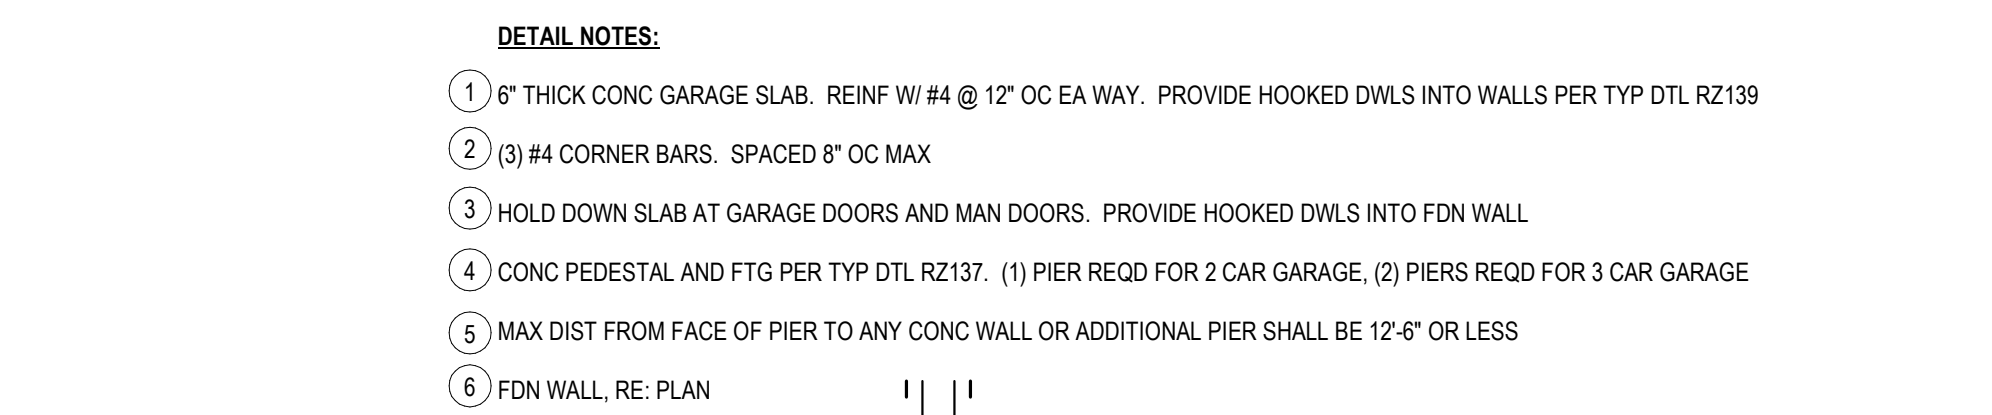 DETAIL NOTES:
1 6" THICK CONC GARAGE SLAB. REINF W/ #4 @ 12" OC EA WAY. PROVIDE HOOKED DWLS INTO WALLS PER TYP DTL RZ139
2 (3) #4 CORNER BARS. SPACED 8" OC MAX
3 HOLD DOWN SLAB AT GARAGE DOORS AND MAN DOORS. PROVIDE HOOKED DWLS INTO FDN WALL
4 CONC PEDESTAL AND FTG PER TYP DTL RZ137. (1) PIER REQD FOR 2 CAR GARAGE, (2) PIERS REQD FOR 3 CAR GARAGE
5 MAX DIST FROM FACE OF PIER TO ANY CONC WALL OR ADDITIONAL PIER SHALL BE 12'-6" OR LESS
6 FDN WALL, RE: PLAN